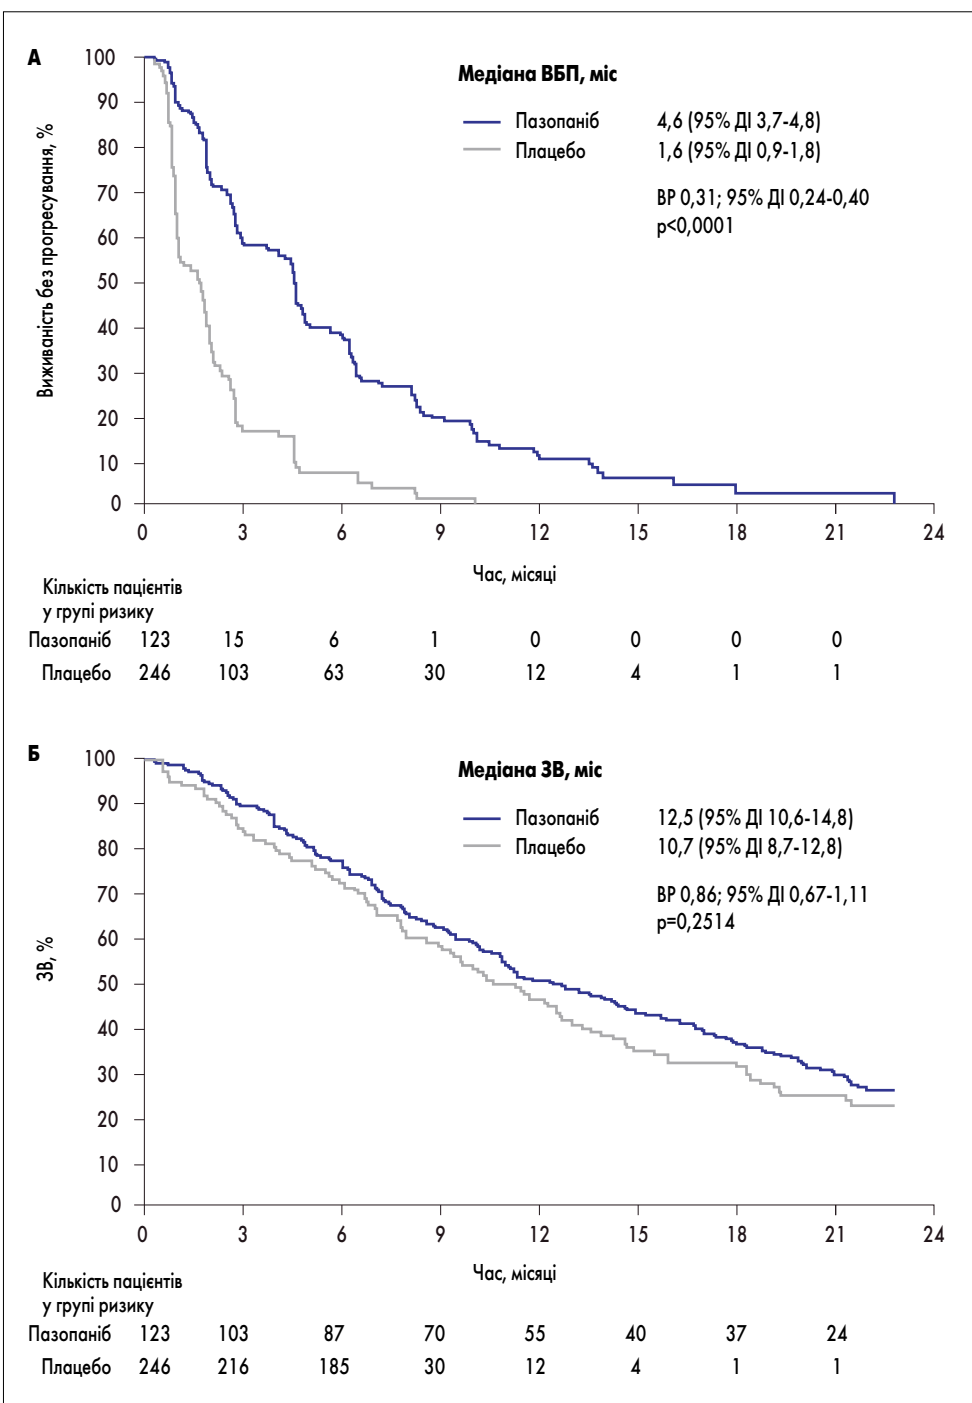 А
Медіана ВБП, міс
Пазопаніб 4,6 (95% ДІ 3,7-4,8)
Плацебо 1,6 (95% ДІ 0,9-1,8)
ВР 0,31; 95% ДІ 0,24-0,40
p<0,0001
Виживаність без прогресування, %
100
90
80
70
60
50
40
30
20
10
0
0 3 6 9 12 15 18 21 24
Час, місяці
Кількість пацієнтів
у групі ризику
Пазопаніб 123 15 6 1 0 0 0 0
Плацебо 246 103 63 30 12 4 1 1
Б
Медіана ЗВ, міс
Пазопаніб 12,5 (95% ДІ 10,6-14,8)
Плацебо 10,7 (95% ДІ 8,7-12,8)
ВР 0,86; 95% ДІ 0,67-1,11
p=0,2514
ЗВ, %
100
90
80
70
60
50
40
30
20
10
0
0 3 6 9 12 15 18 21 24
Час, місяці
Кількість пацієнтів
у групі ризику
Пазопаніб 123 103 87 70 55 40 37 24
Плацебо 246 216 185 30 12 4 1 1